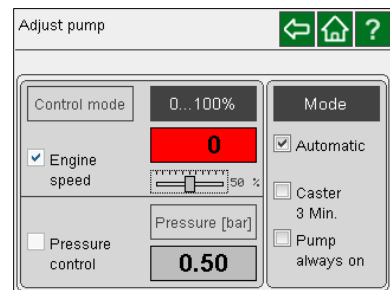 Adjust pump
?
Control mode
0...100%
Mode
0
Automatic
Engine
speed
50 %
Caster
3 Min.
Pressure [bar]
Pressure
control
0.50
Pump
always on